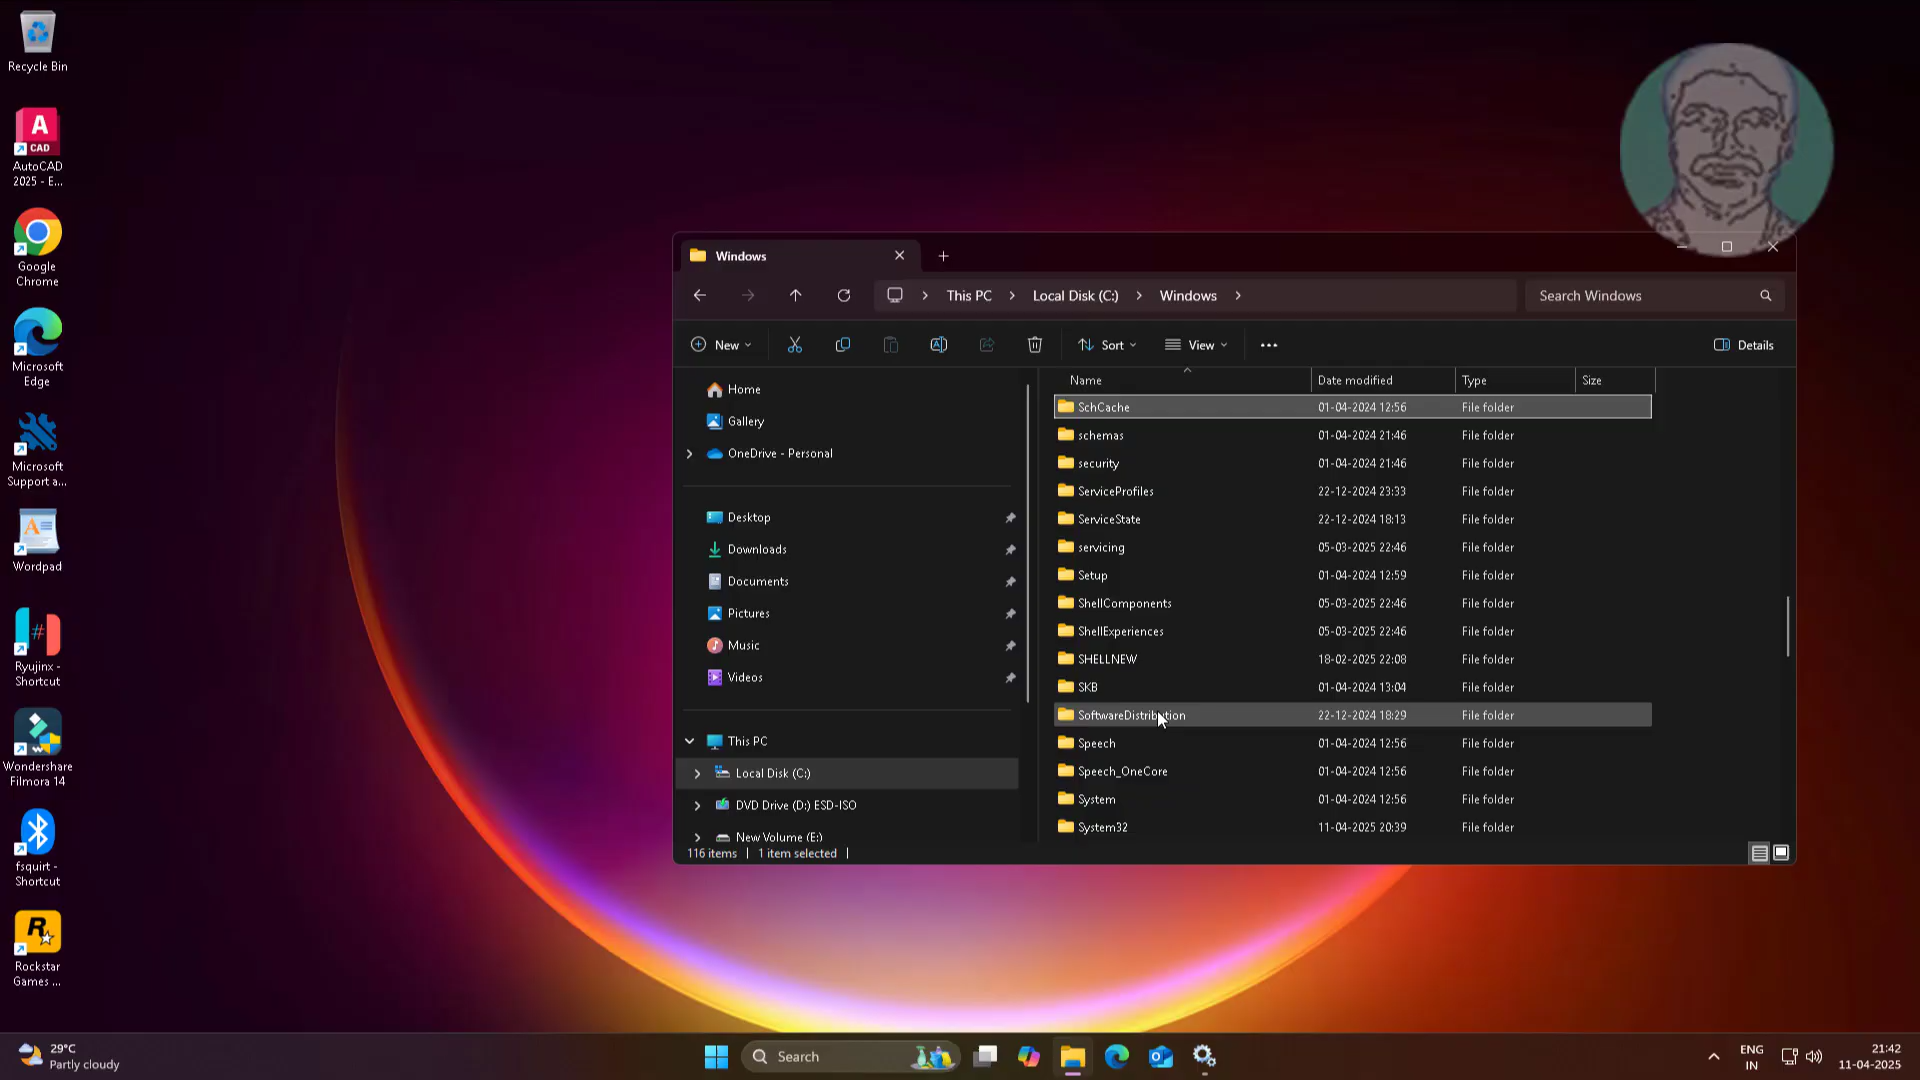 Recycle Bin
A
CAD
AutoCAD
2025 - E...
Google
Chrome
Microsoft
Edge
Microsoft
Support a...
Wordpad
Ryujinx -
Shortcut
Wondershare
Filmora 14
fsquirt -
Shortcut
Rockstar
Games ...
Windows
This PC
Local Disk (C:)
Windows
Search Windows
New
Sort
View
Details
Home
Gallery
OneDrive - Personal
Desktop
Downloads
Documents
Pictures
Music
Videos
This PC
Local Disk (C:)
DVD Drive (D:) ESD-ISO
New Volume (E:)
Name Date modified Type Size
SchCache 01-04-2024 12:56 File folder
schemas 01-04-2024 21:46 File folder
security 01-04-2024 21:46 File folder
ServiceProfiles 22-12-2024 23:33 File folder
ServiceState 22-12-2024 18:13 File folder
servicing 05-03-2025 22:46 File folder
Setup 01-04-2024 12:59 File folder
ShellComponents 05-03-2025 22:46 File folder
ShellExperiences 05-03-2025 22:46 File folder
SHELLNEW 18-02-2025 22:08 File folder
SKB 01-04-2024 13:04 File folder
SoftwareDistribution 22-12-2024 18:29 File folder
Speech 01-04-2024 12:56 File folder
Speech_OneCore 01-04-2024 12:56 File folder
System 01-04-2024 12:56 File folder
System32 11-04-2025 20:39 File folder
116 items 1 item selected
29°C
Partly cloudy
Search
ENG
IN
21:42
11-04-2025